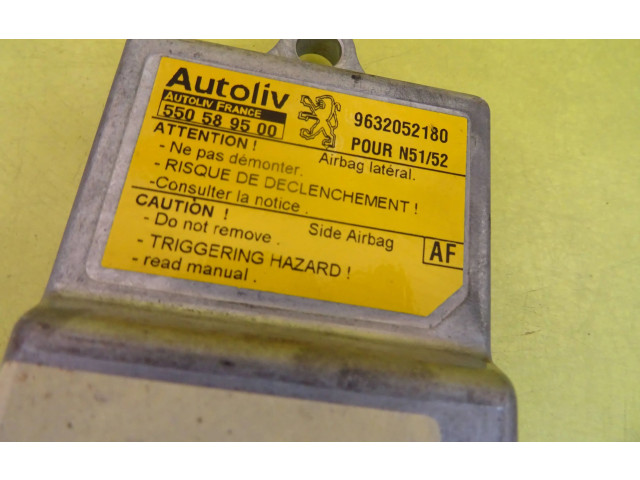 Autoliv
AUTOLIV FRANCE
550 58 95 00
9632052180
POUR N51/52
ATTENTION ! Airbag latéral.
- Ne pas démonter.
- RISQUE DE DECLENCHEMENT !
-Consulter la notice .
CAUTION ! Side Airbag
- Do not remove .
- TRIGGERING HAZARD !
- read manual .
AF